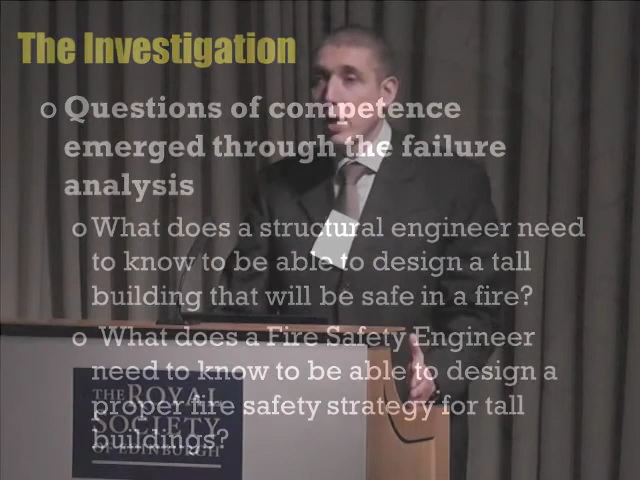 The Investigation
o Questions of competence
emerged through the failure
analysis
o What does a structural engineer need
to know to be able to design a tall
building that will be safe in a fire?
o What does a Fire Safety Engineer
need to know to be able to design a
proper fire safety strategy for tall
buildings?
THE ROYAL
SOCIETY
OF EDINBURGH